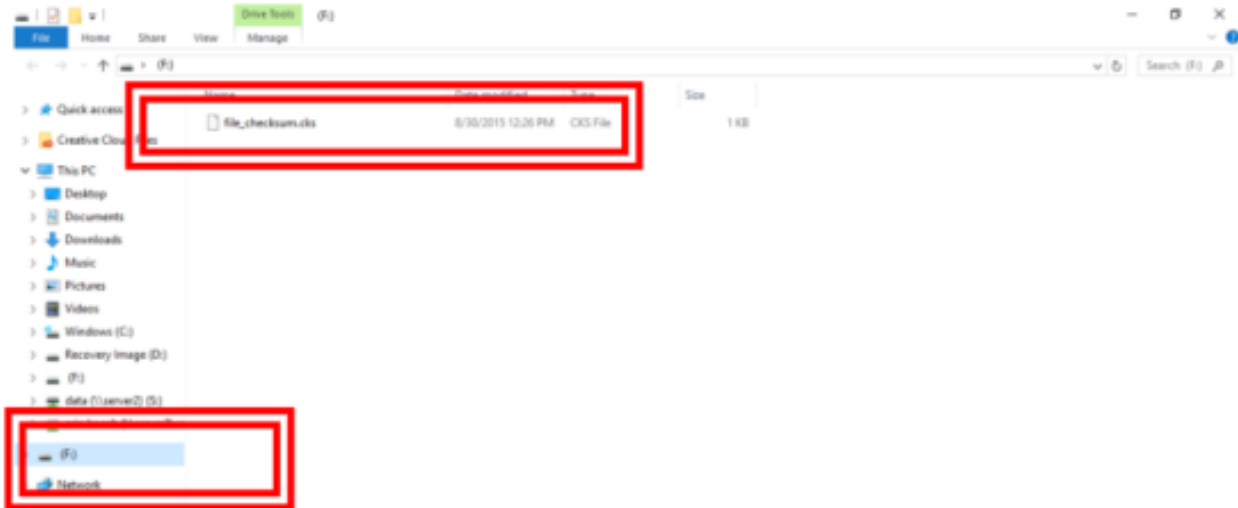 Drive Tools (F:)
File Home Share View Manage
(F:) Search (F:)
Name Date modified Type Size
Quick access
file_checksum.cks 8/30/2015 12:26 PM CKS File 1 KB
Creative Cloud Files
This PC
Desktop
Documents
Downloads
Music
Pictures
Videos
Windows (C:)
Recovery Image (D:)
(F:)
data (\\server2) (S:)
(F:)
Network